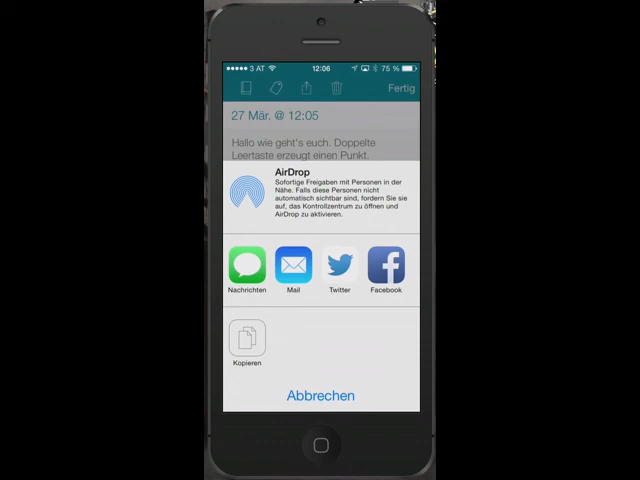 3 AT 12:06 75 %
Fertig
27 Mär. @ 12:05
Hallo wie geht's euch. Doppelte
Leertaste erzeugt einen Punkt.
AirDrop
Sofortige Freigaben mit Personen in der
Nähe. Falls diese Personen nicht
automatisch sichtbar sind, fordern Sie sie
auf, das Kontrollzentrum zu öffnen und
AirDrop zu aktivieren.
Nachrichten Mail Twitter Facebook
Kopieren
Abbrechen